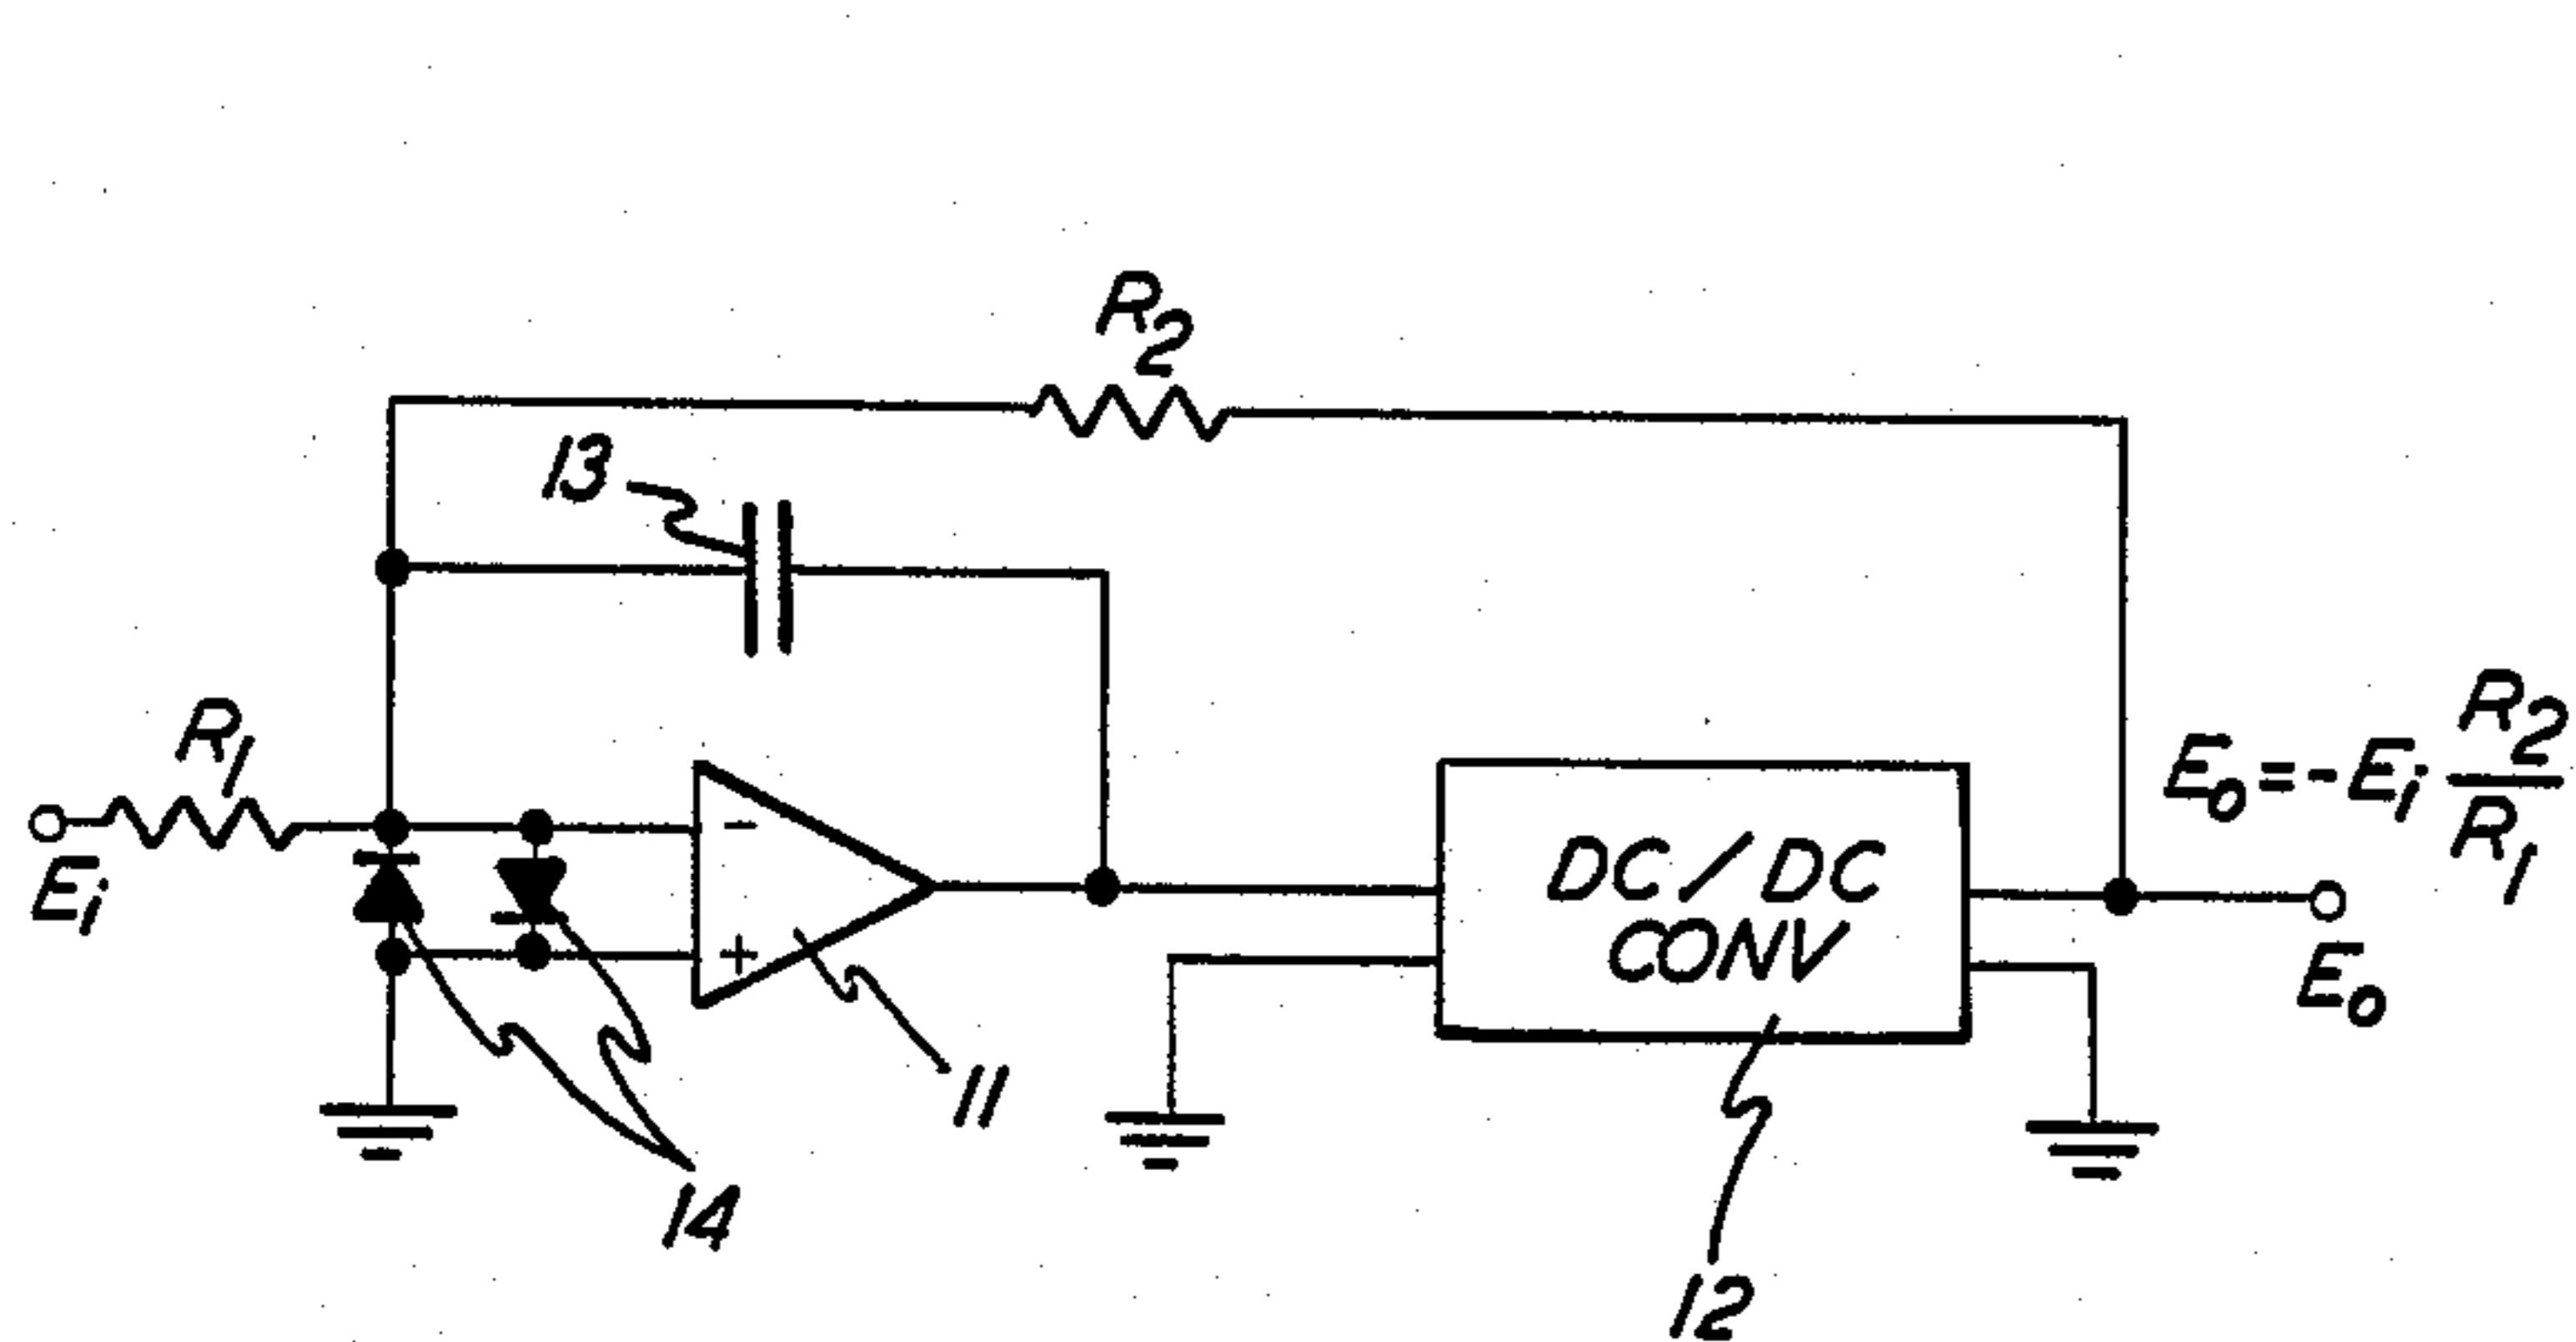 R2
13
R1
Ei
-
+
11
14
DC/DC
CONV
12
Eo = -Ei R2/R1
Eo